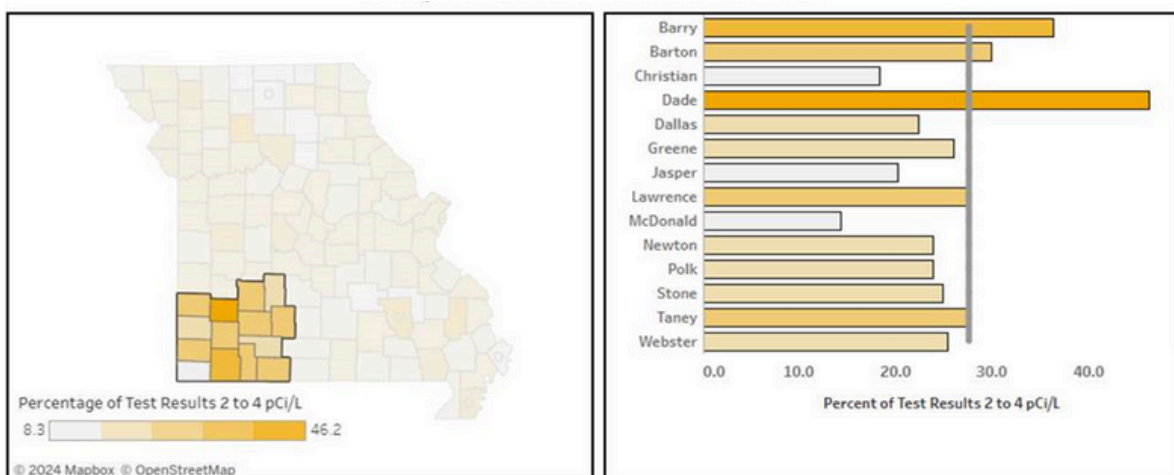 Percentage of Test Results 2 to 4 pCi/L
8.3
46.2
© 2024 Mapbox © OpenStreetMap
Barry
Barton
Christian
Dade
Dallas
Greene
Jasper
Lawrence
McDonald
Newton
Polk
Stone
Taney
Webster
0.0 10.0 20.0 30.0 40.0
Percent of Test Results 2 to 4 pCi/L